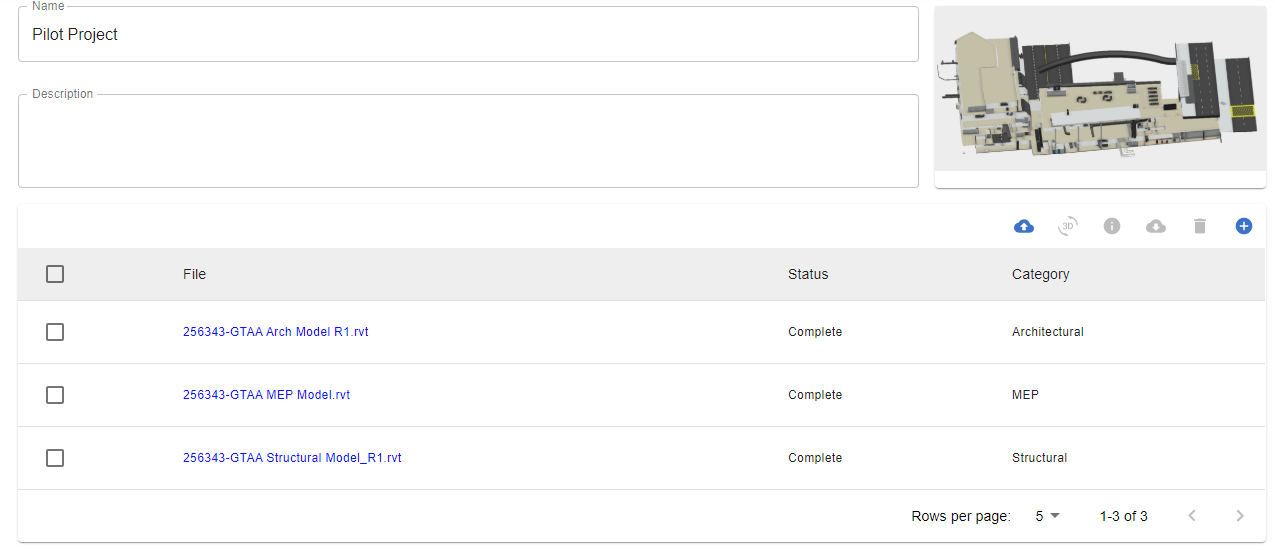 Name
Pilot Project
Description
3D
File Status Category
256343-GTAA Arch Model R1.rvt Complete Architectural
256343-GTAA MEP Model.rvt Complete MEP
256343-GTAA Structural Model_R1.rvt Complete Structural
Rows per page: 5 1-3 of 3